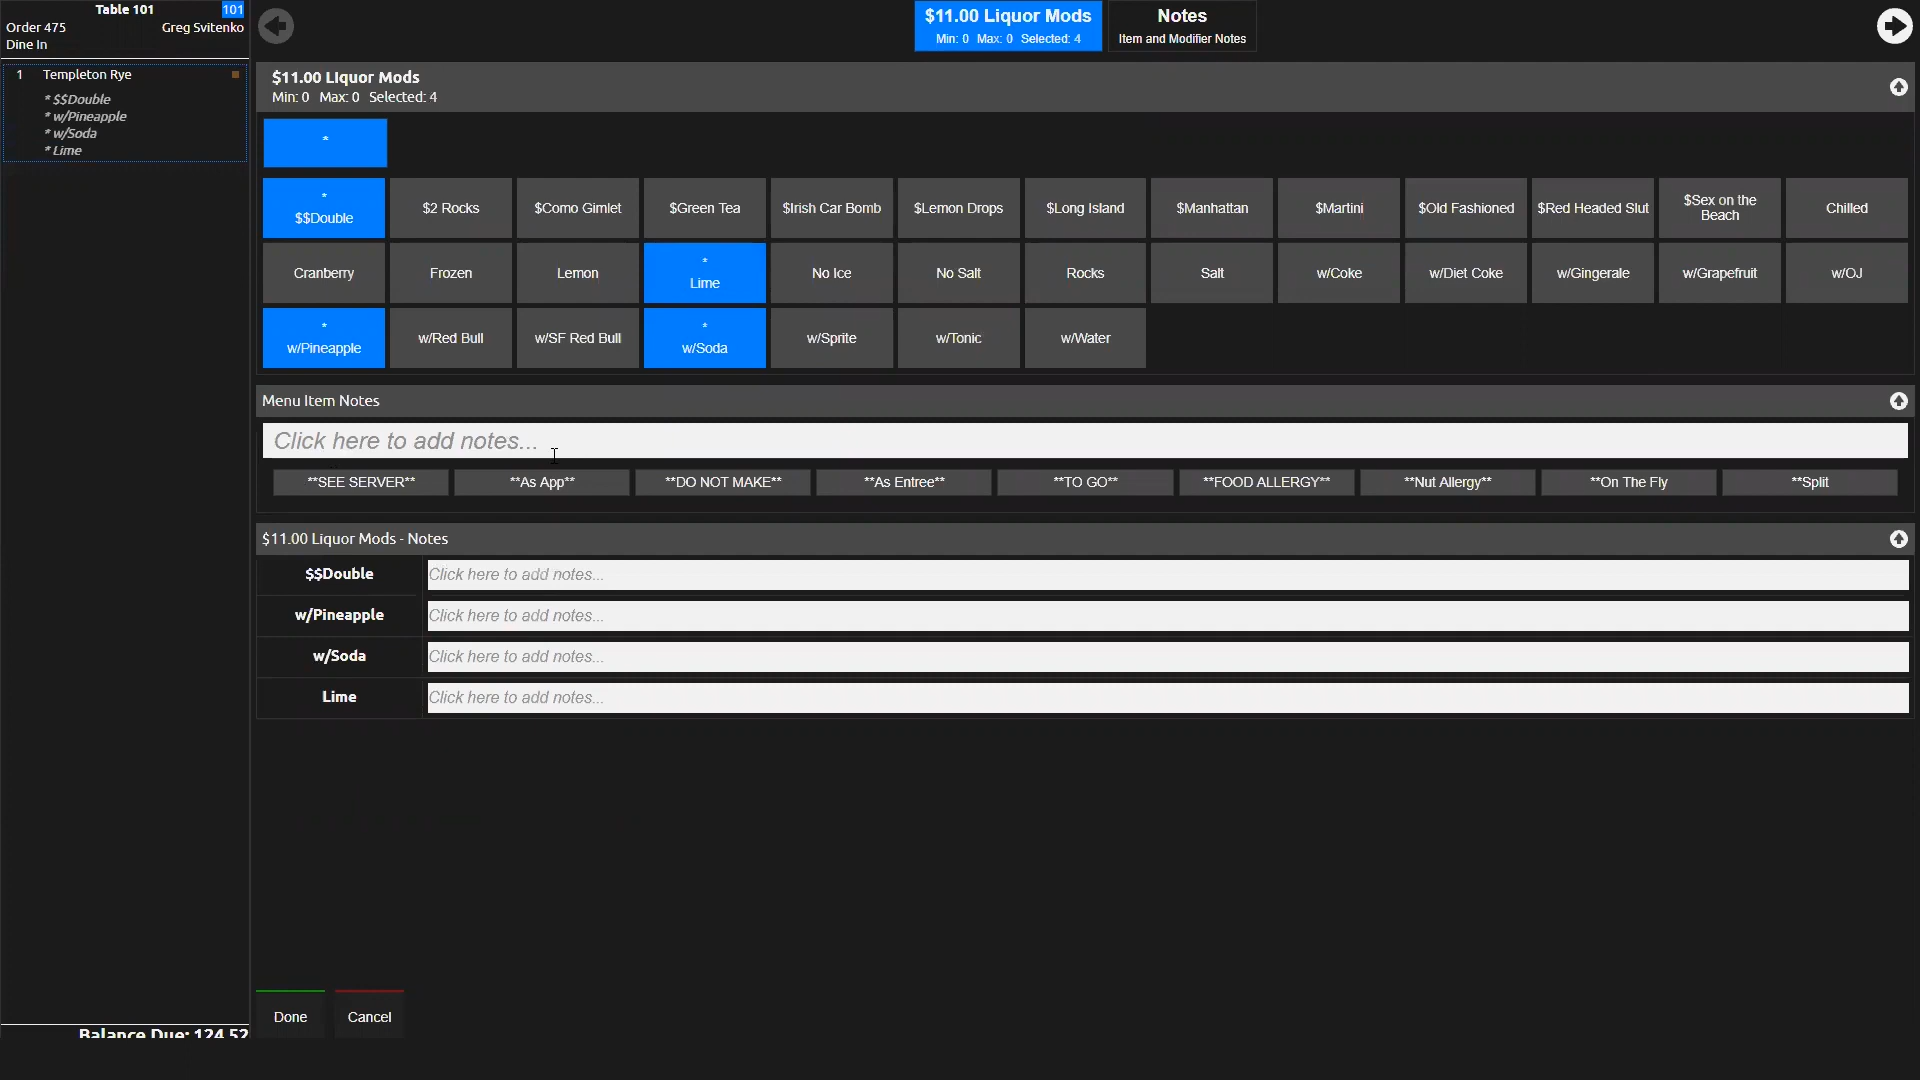 Table 101
101
Order 475
Greg Svitenko
Dine In
1 Templeton Rye
* $$Double
* w/Pineapple
* w/Soda
* Lime
Balance Due: 124.52
$11.00 Liquor Mods
Min: 0 Max: 0 Selected: 4
Notes
Item and Modifier Notes
$11.00 LIquor Mods
Min: 0 Max: 0 Selected: 4
*
*
$$Double
$2 Rocks
$Como Gimlet
$Green Tea
$Irish Car Bomb
$Lemon Drops
$Long Island
$Manhattan
$Martini
$Old Fashioned
$Red Headed Slut
$Sex on the
Beach
Chilled
Cranberry
Frozen
Lemon
*
Lime
No Ice
No Salt
Rocks
Salt
w/Coke
w/Diet Coke
w/Gingerale
w/Grapefruit
w/OJ
*
w/Pineapple
w/Red Bull
w/SF Red Bull
*
w/Soda
w/Sprite
w/Tonic
w/Water
Menu Item Notes
Click here to add notes...
**SEE SERVER**
**As App**
**DO NOT MAKE**
**As Entree**
**TO GO**
**FOOD ALLERGY**
**Nut Allergy**
**On The Fly
**Split
$11.00 Liquor Mods - Notes
$$Double
Click here to add notes...
w/Pineapple
Click here to add notes...
w/Soda
Click here to add notes...
Lime
Click here to add notes...
Done
Cancel